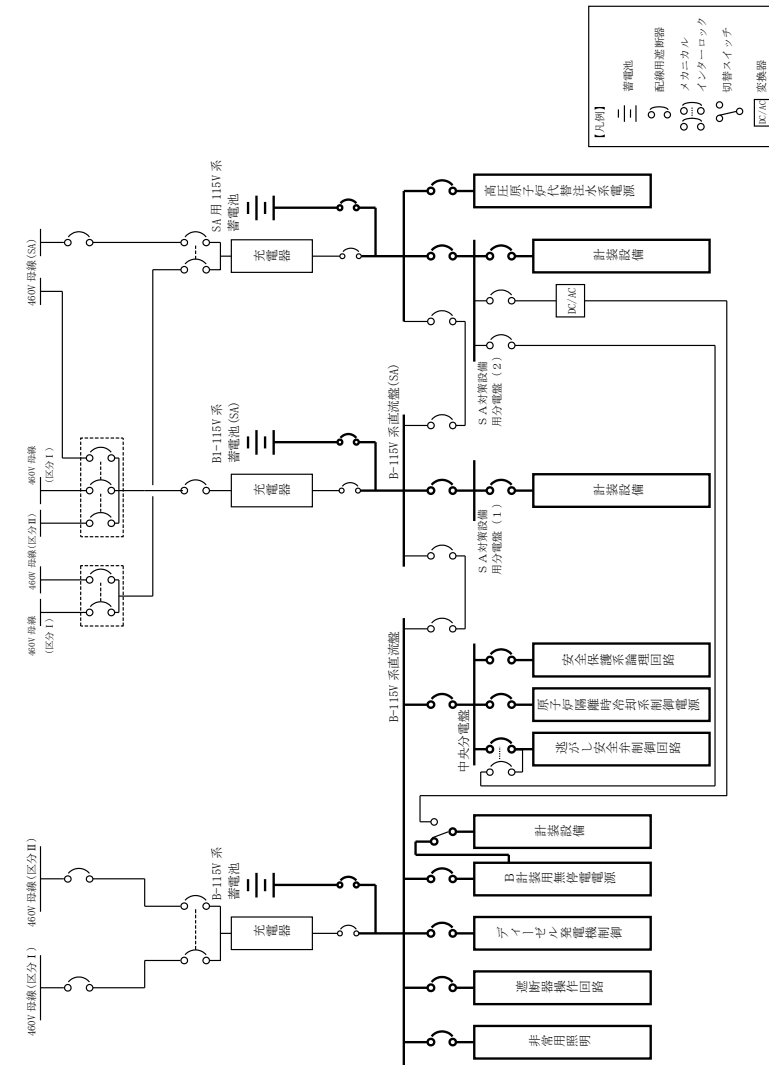 【凡例】
蓄電池
配線用遮断器
メカニカル
インターロック
切替スイッチ
DC/AC
変換器
460V 母線(SA)
460V 母線
(区分Ⅰ)
460V 母線(区分Ⅱ)
460V 母線(区分Ⅱ)
460V 母線
(区分Ⅰ)
460V 母線(区分Ⅱ)
460V 母線(区分Ⅰ)
SA用 115V 系
蓄電池
充電器
B1-115V 系
蓄電池(SA)
充電器
B-115V 系
蓄電池
充電器
B-115V 系直流盤(SA)
B-115V 系直流盤
SA対策設備
用分電盤(2)
SA対策設備
用分電盤(1)
中央分電盤
DC/AC
高圧原子炉代替注水系電源
計装設備
計装設備
安全保護系論理回路
原子炉隔離時冷却系制御電源
逃がし安全弁制御回路
計装設備
B計装用無停電電源
ディーゼル発電機制御
遮断器操作回路
非常用照明